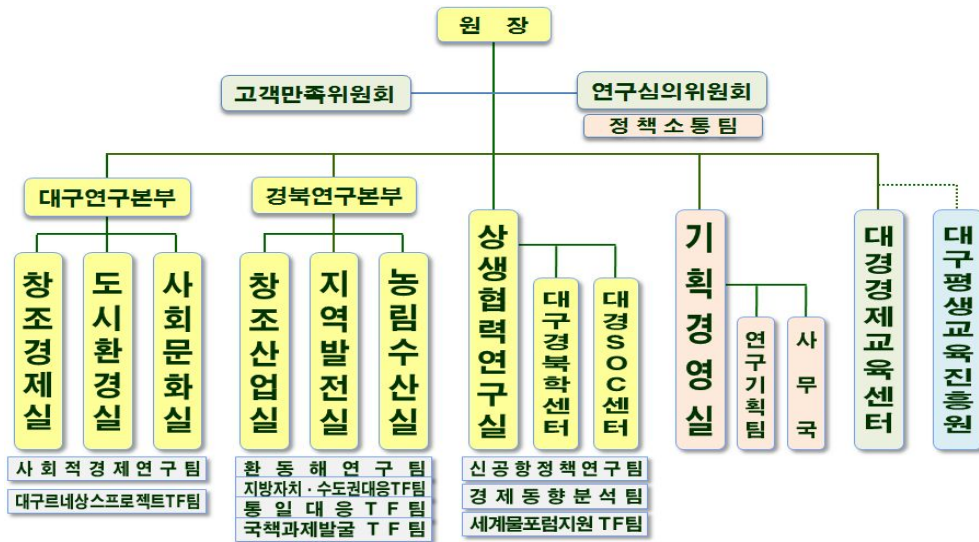 원 장
고객만족위원회
연구심의위원회
정책소통팀
대구연구본부
경북연구본부
창조경제실
도시환경실
사회문화실
창조산업실
지역발전실
농림수산실
상생협력연구실
대구경북학센터
대경SOC센터
기획경영실
연구기획팀
사무국
대경경제교육센터
대구평생교육진흥원
사회적경제연구팀
대구르네상스프로젝트TF팀
환동해연구팀
지방자치·수도권대응TF팀
통일대응TF팀
국책과제발굴TF팀
신공항정책연구팀
경제동향분석팀
세계물포럼지원TF팀